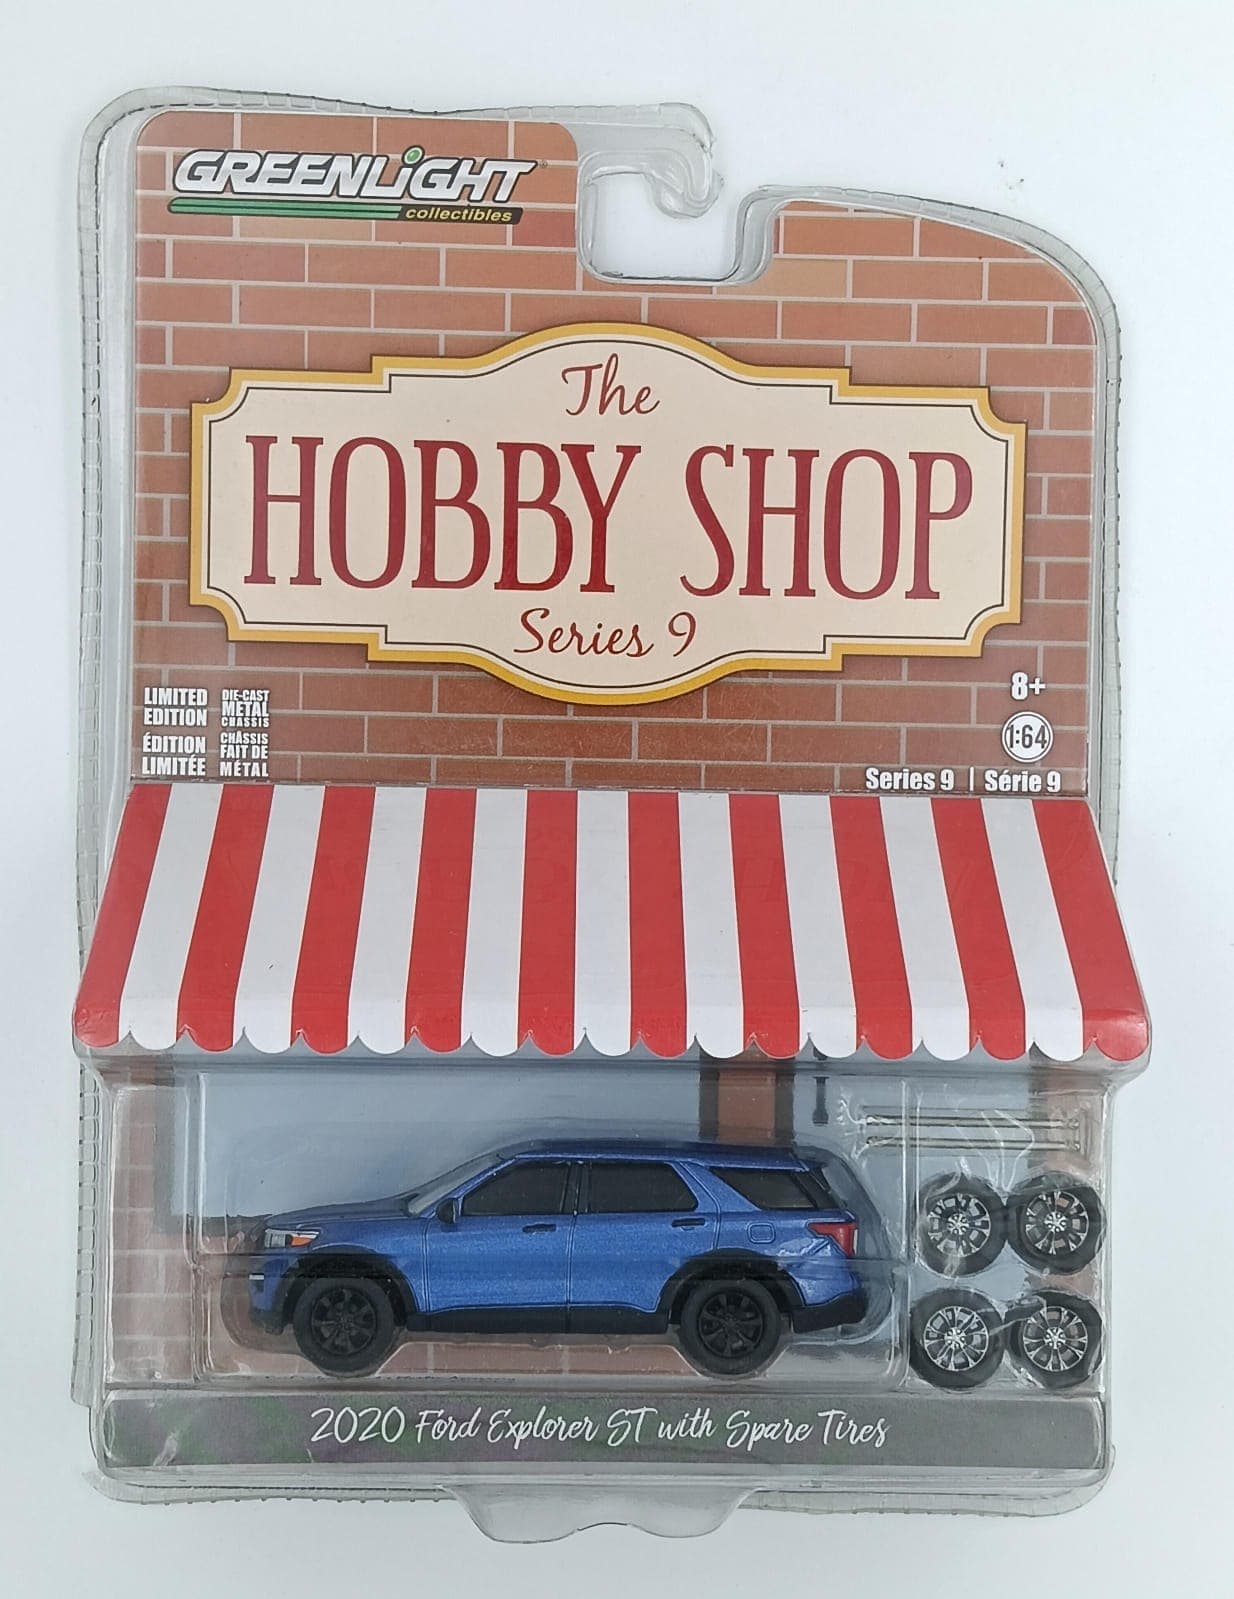 GREENLiGHT
collectibles
The
HOBBY SHOP
Series 9
LIMITED
EDITION
ÉDITION
LIMITÉE
DIE-CAST
METAL
CHASSIS
CHÂSSIS
FAIT DE
MÉTAL
8+
1:64
Series 9 | Série 9
2020 Ford Explorer ST with Spare Tires